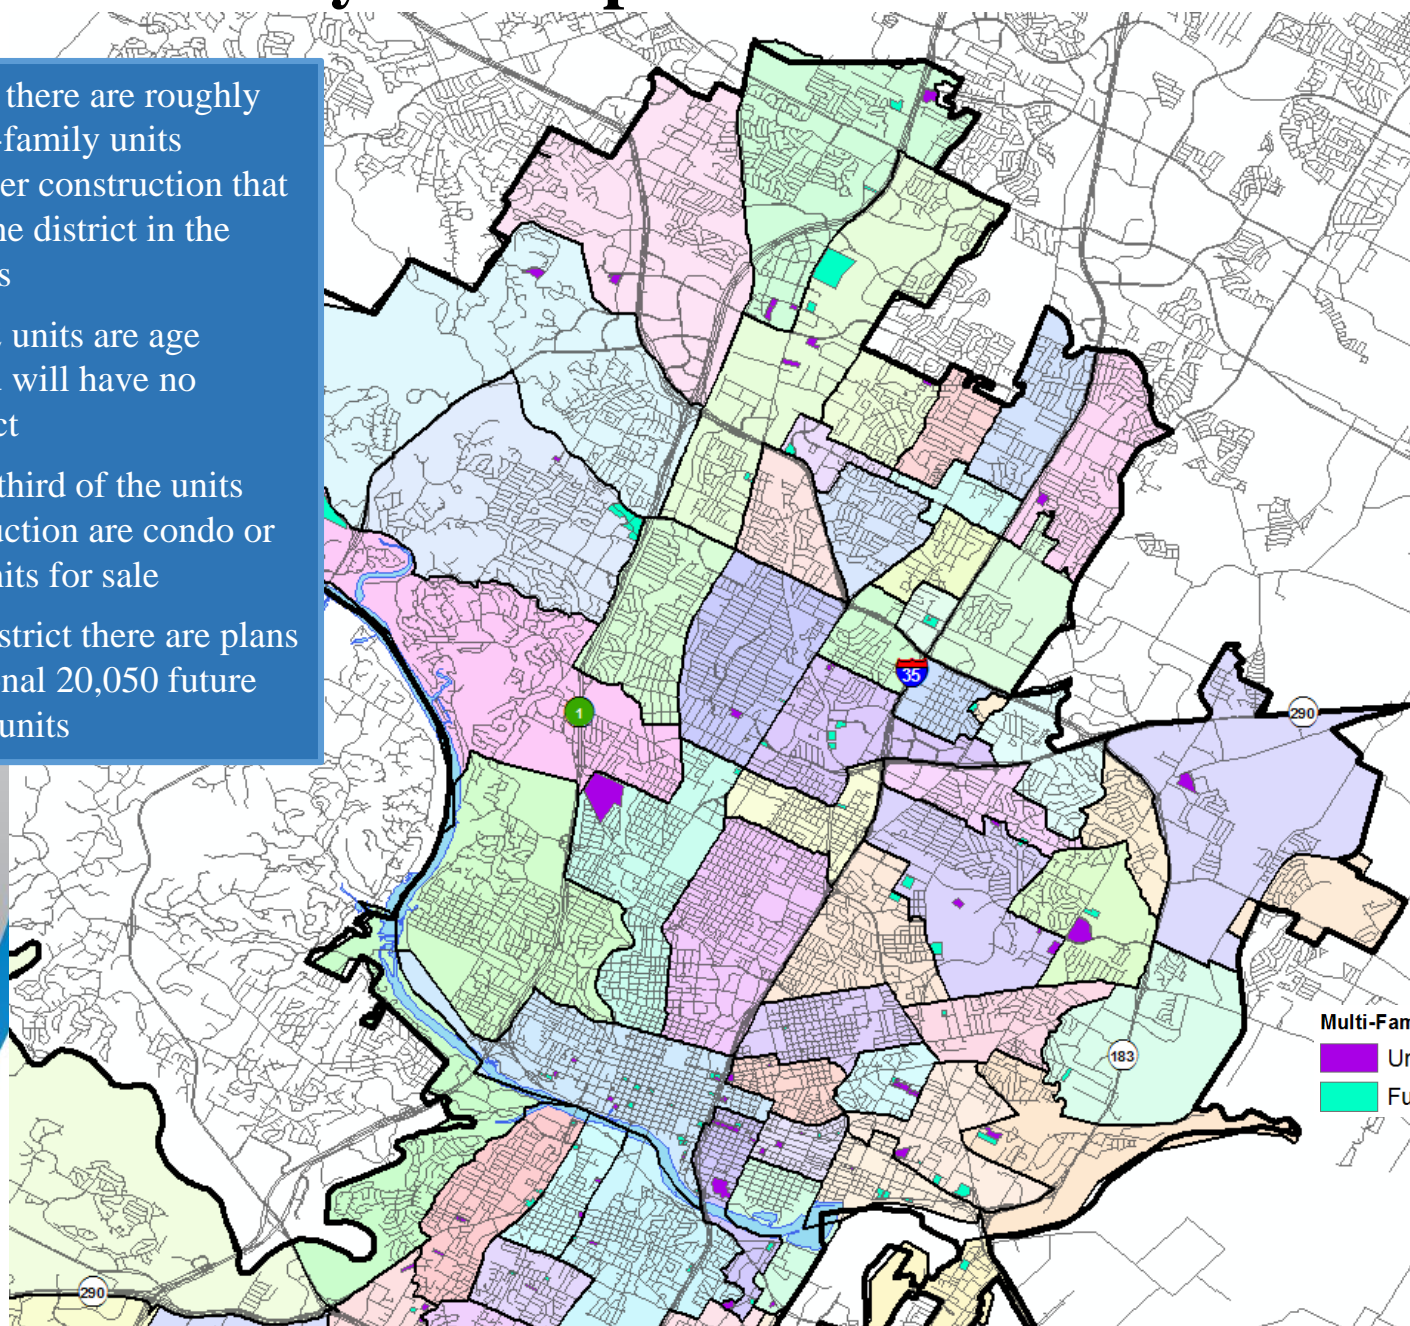 there are roughly
-family units
er construction that
ne district in the
s
units are age
will have no
ct
third of the units
uction are condo or
nits for sale
strict there are plans
nal 20,050 future
units
35
1
290
183
290
Multi-Fam
Un
Fu